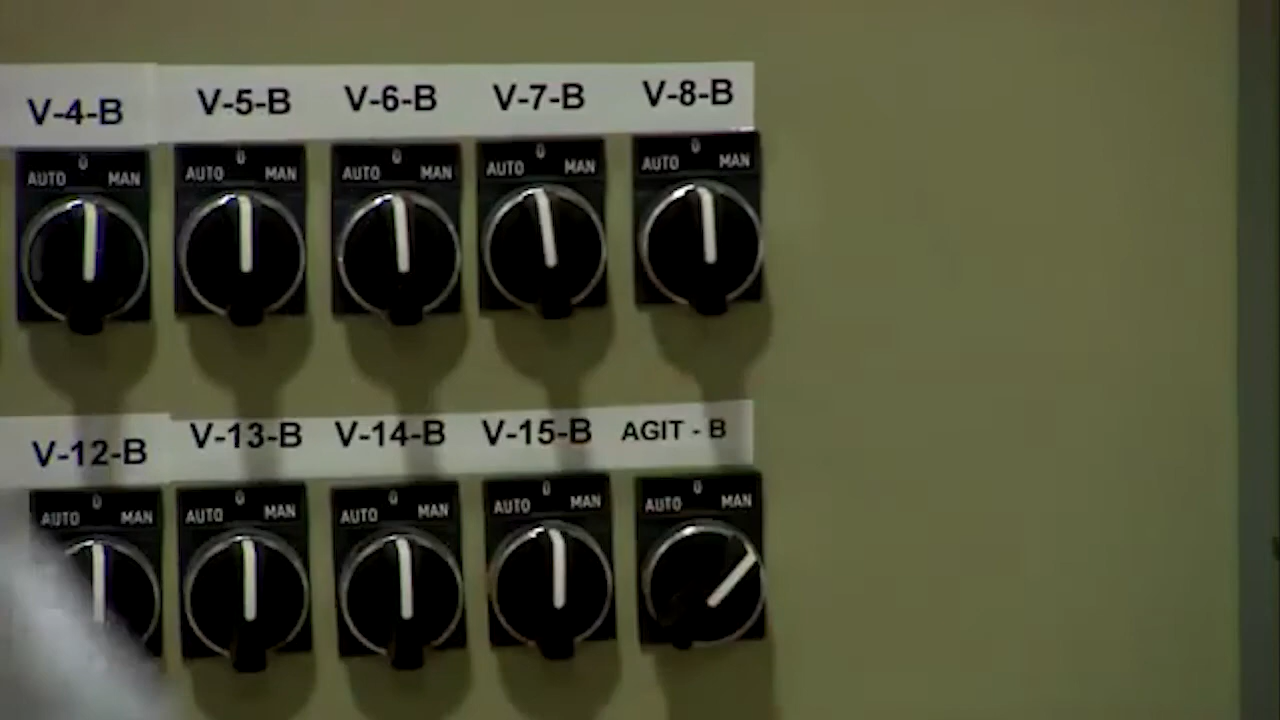 V-4-B V-5-B V-6-B V-7-B V-8-B
AUTO 0 MAN AUTO 0 MAN AUTO 0 MAN AUTO 0 MAN AUTO 0 MAN
V-12-B V-13-B V-14-B V-15-B AGIT - B
AUTO 0 MAN AUTO 0 MAN AUTO 0 MAN AUTO 0 MAN AUTO 0 MAN